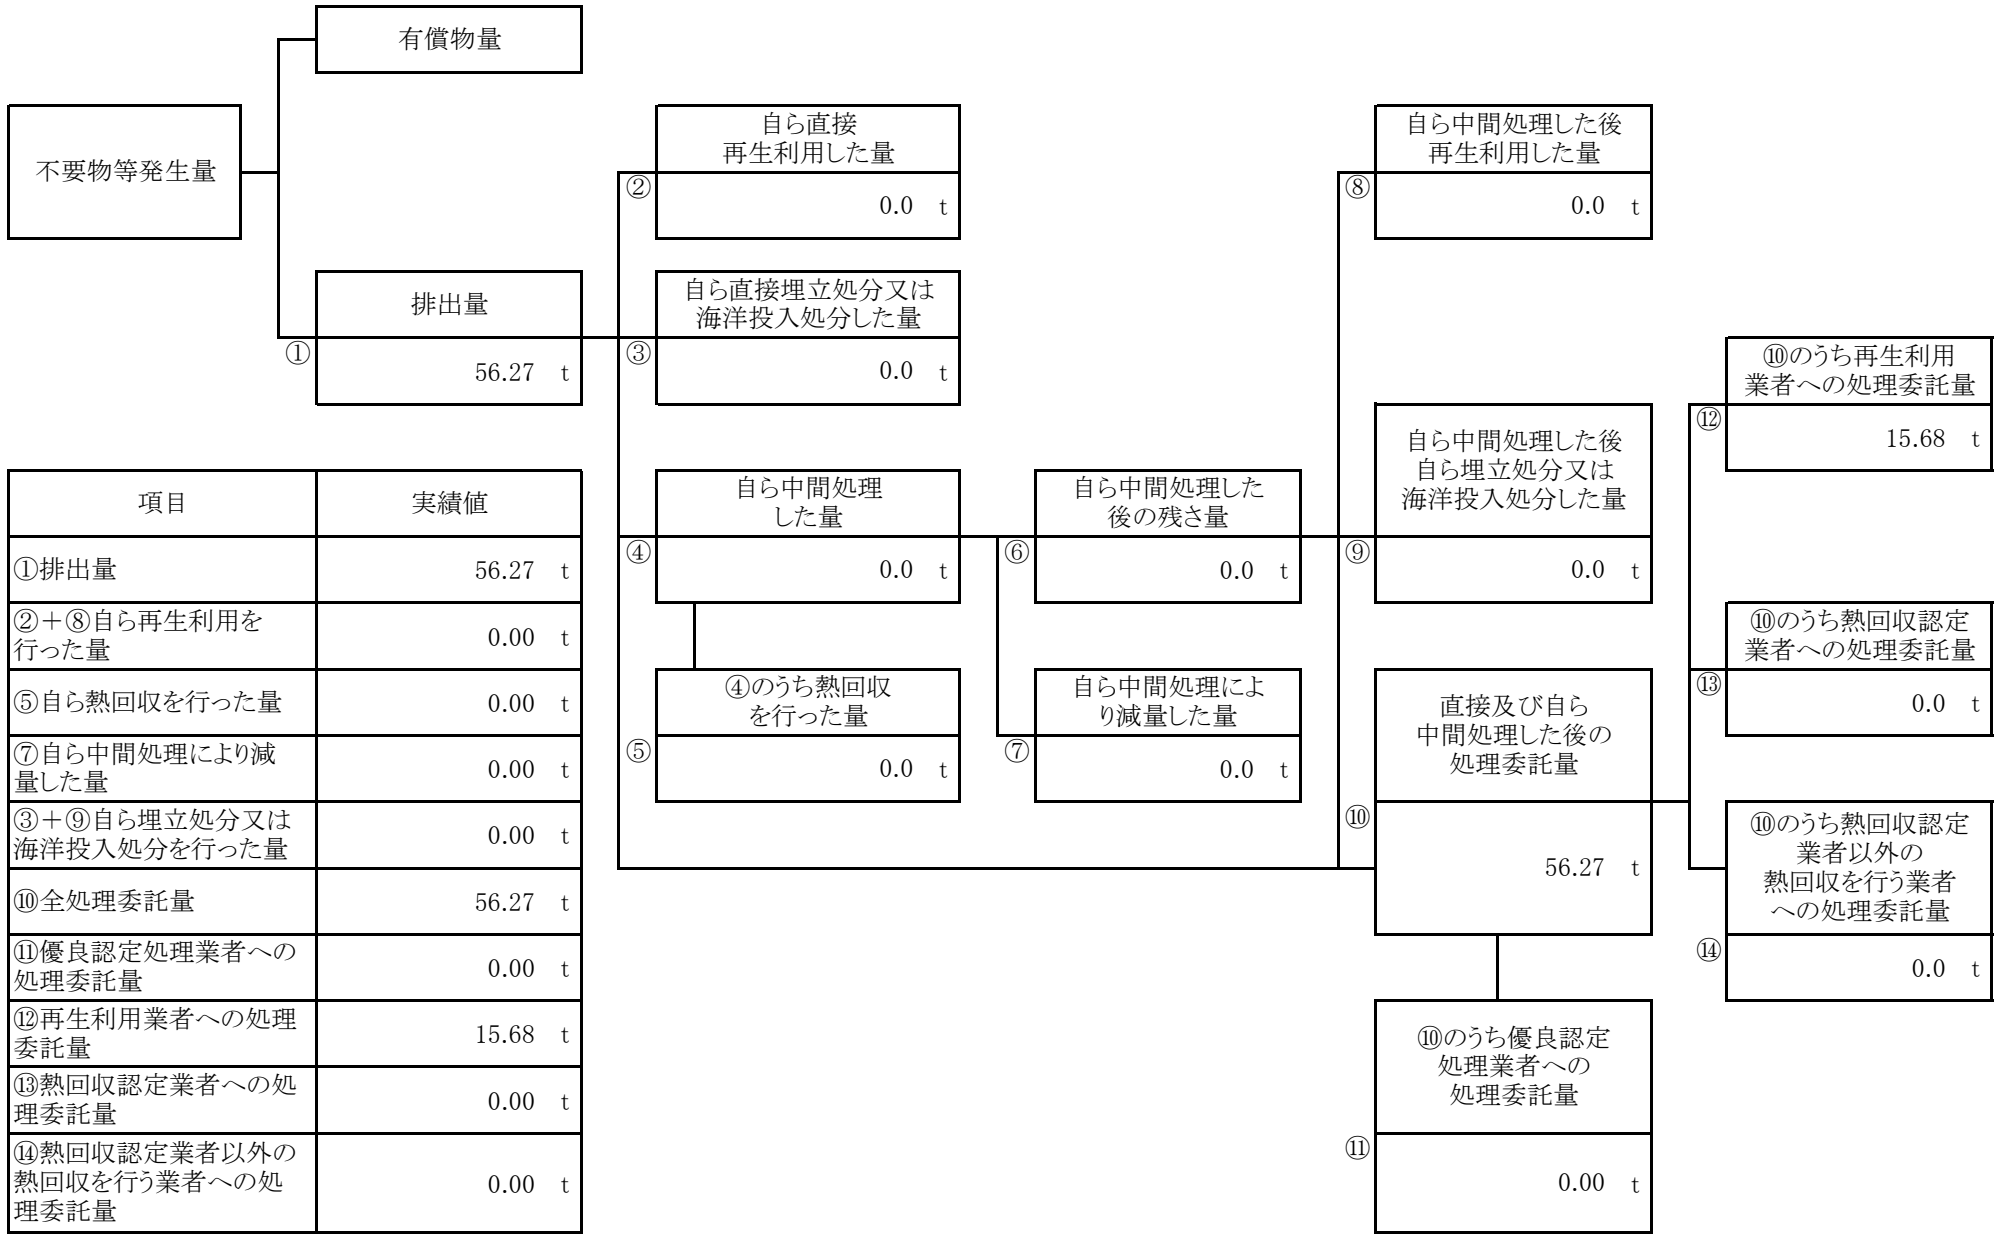 有償物量
不要物等発生量
排出量
①
56.27 t
自ら直接
再生利用した量
②
0.0 t
自ら直接埋立処分又は
海洋投入処分した量
③
0.0 t
自ら中間処理
した量
④
0.0 t
④のうち熱回収
を行った量
⑤
0.0 t
自ら中間処理した
後の残さ量
⑥
0.0 t
自ら中間処理によ
り減量した量
⑦
0.0 t
自ら中間処理した後
再生利用した量
⑧
0.0 t
自ら中間処理した後
自ら埋立処分又は
海洋投入処分した量
⑨
0.0 t
直接及び自ら
中間処理した後の
処理委託量
⑩
56.27 t
⑩のうち優良認定
処理業者への
処理委託量
⑪
0.00 t
⑩のうち再生利用
業者への処理委託量
⑫
15.68 t
⑩のうち熱回収認定
業者への処理委託量
⑬
0.0 t
⑩のうち熱回収認定
業者以外の
熱回収を行う業者
への処理委託量
⑭
0.0 t
項目 実績値
①排出量 56.27 t
②+⑧自ら再生利用を
行った量
0.00 t
⑤自ら熱回収を行った量 0.00 t
⑦自ら中間処理により減
量した量
0.00 t
③+⑨自ら埋立処分又は
海洋投入処分を行った量
0.00 t
⑩全処理委託量 56.27 t
⑪優良認定処理業者への
処理委託量
0.00 t
⑫再生利用業者への処理
委託量
15.68 t
⑬熱回収認定業者への処
理委託量
0.00 t
⑭熱回収認定業者以外の
熱回収を行う業者への処
理委託量
0.00 t